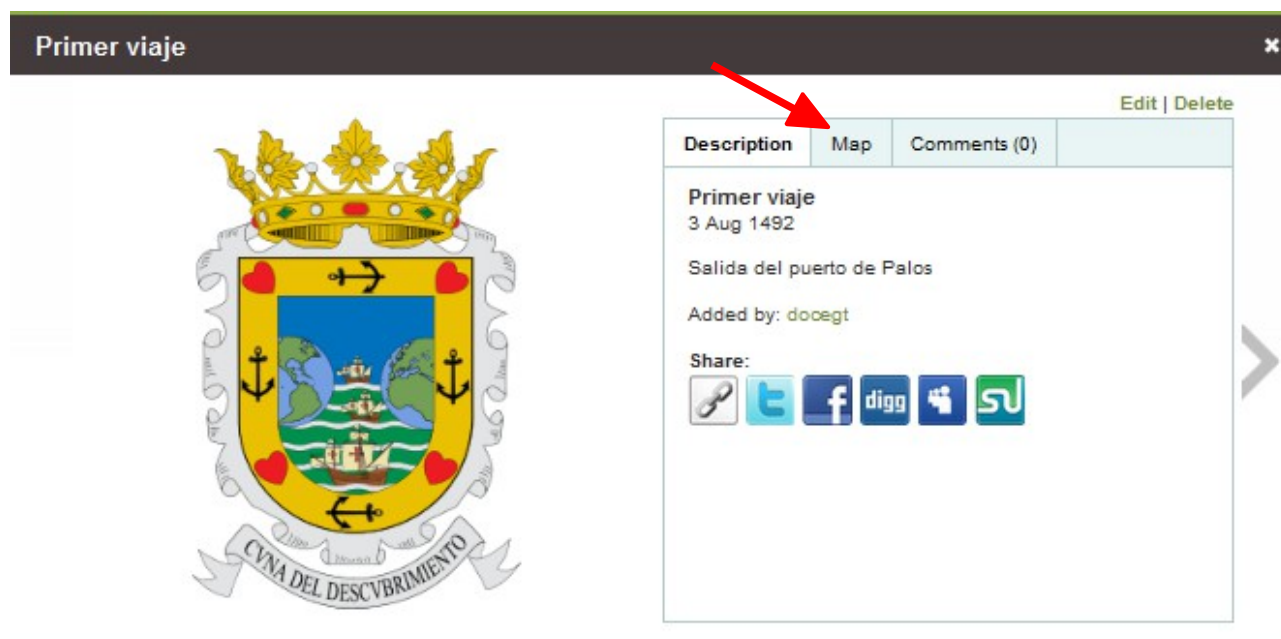 Primer viaje
Edit | Delete
Description Map Comments (0)
Primer viaje
3 Aug 1492
Salida del puerto de Palos
Added by: docegt
Share:
digg
CVNA DEL DESCVBRIMIENTO